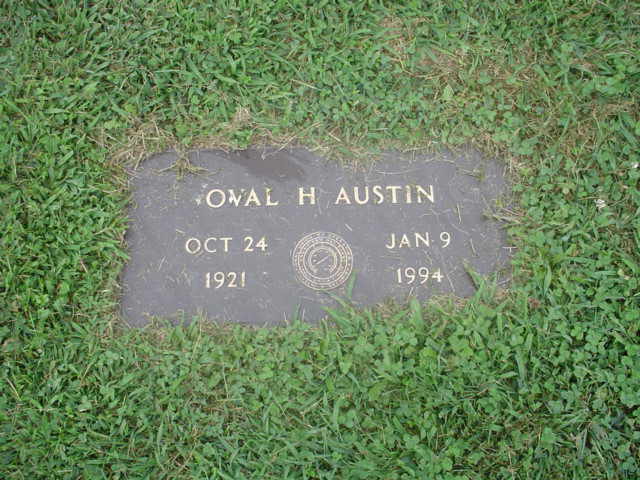 OVAL H AUSTIN
OCT 24 JAN 9
1921 1994